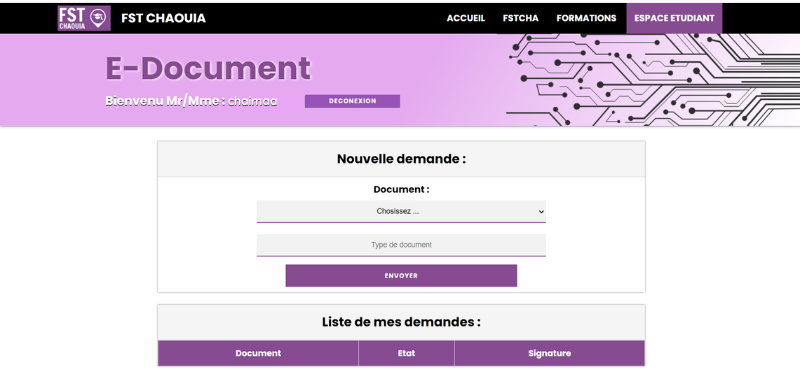 FST CHAOUIA
FST CHAOUIA ACCUEIL FSTCHA FORMATIONS ESPACE ETUDIANT
E-Document
Bienvenu Mr/Mme : chaimaa DECONEXION
Nouvelle demande :
Document :
Chosissez ...
Type de document
ENVOYER
Liste de mes demandes :
Document Etat Signature